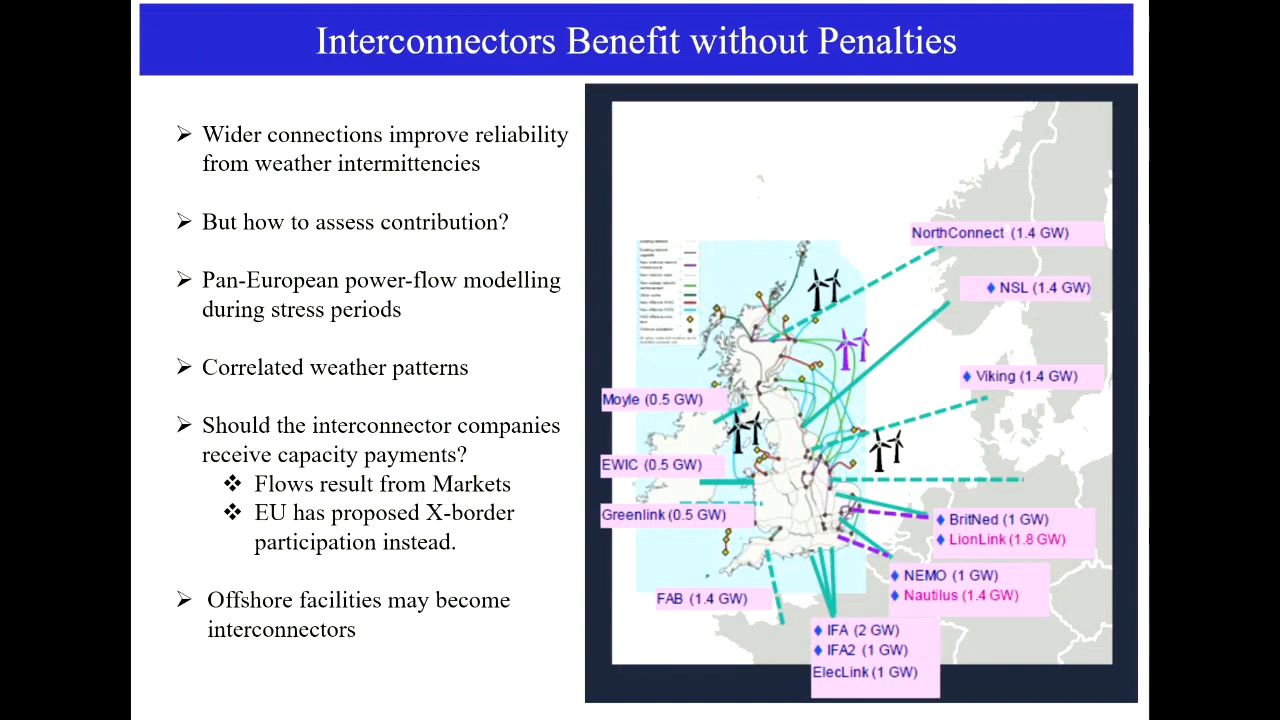 Interconnectors Benefit without Penalties
Wider connections improve reliability
from weather intermittencies
But how to assess contribution?
Pan-European power-flow modelling
during stress periods
Correlated weather patterns
Should the interconnector companies
receive capacity payments?
Flows result from Markets
EU has proposed X-border
participation instead.
Offshore facilities may become
interconnectors
NorthConnect (1.4 GW)
NSL (1.4 GW)
Viking (1.4 GW)
Moyle (0.5 GW)
EWIC (0.5 GW)
Greenlink (0.5 GW)
BritNed (1 GW)
LionLink (1.8 GW)
NEMO (1 GW)
Nautilus (1.4 GW)
FAB (1.4 GW)
IFA (2 GW)
IFA2 (1 GW)
ElecLink (1 GW)